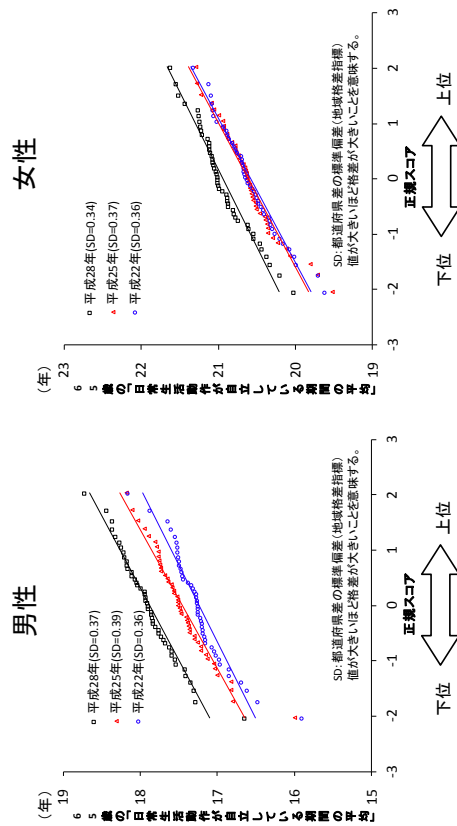 男性
(年)
19
18
17
16
15
-3
-2
-1
0
1
2
3
６５歳の「日常生活動作が自立している期間の平均」
平成28年(SD=0.37)
平成25年(SD=0.39)
平成22年(SD=0.36)
SD:都道府県差の標準偏差(地域格差指標)
値が大きいほど格差が大きいことを意味する。
正規スコア
下位
上位
女性
(年)
23
22
21
20
19
-3
-2
-1
0
1
2
3
６５歳の「日常生活動作が自立している期間の平均」
平成28年(SD=0.34)
平成25年(SD=0.37)
平成22年(SD=0.36)
SD:都道府県差の標準偏差(地域格差指標)
値が大きいほど格差が大きいことを意味する。
正規スコア
下位
上位